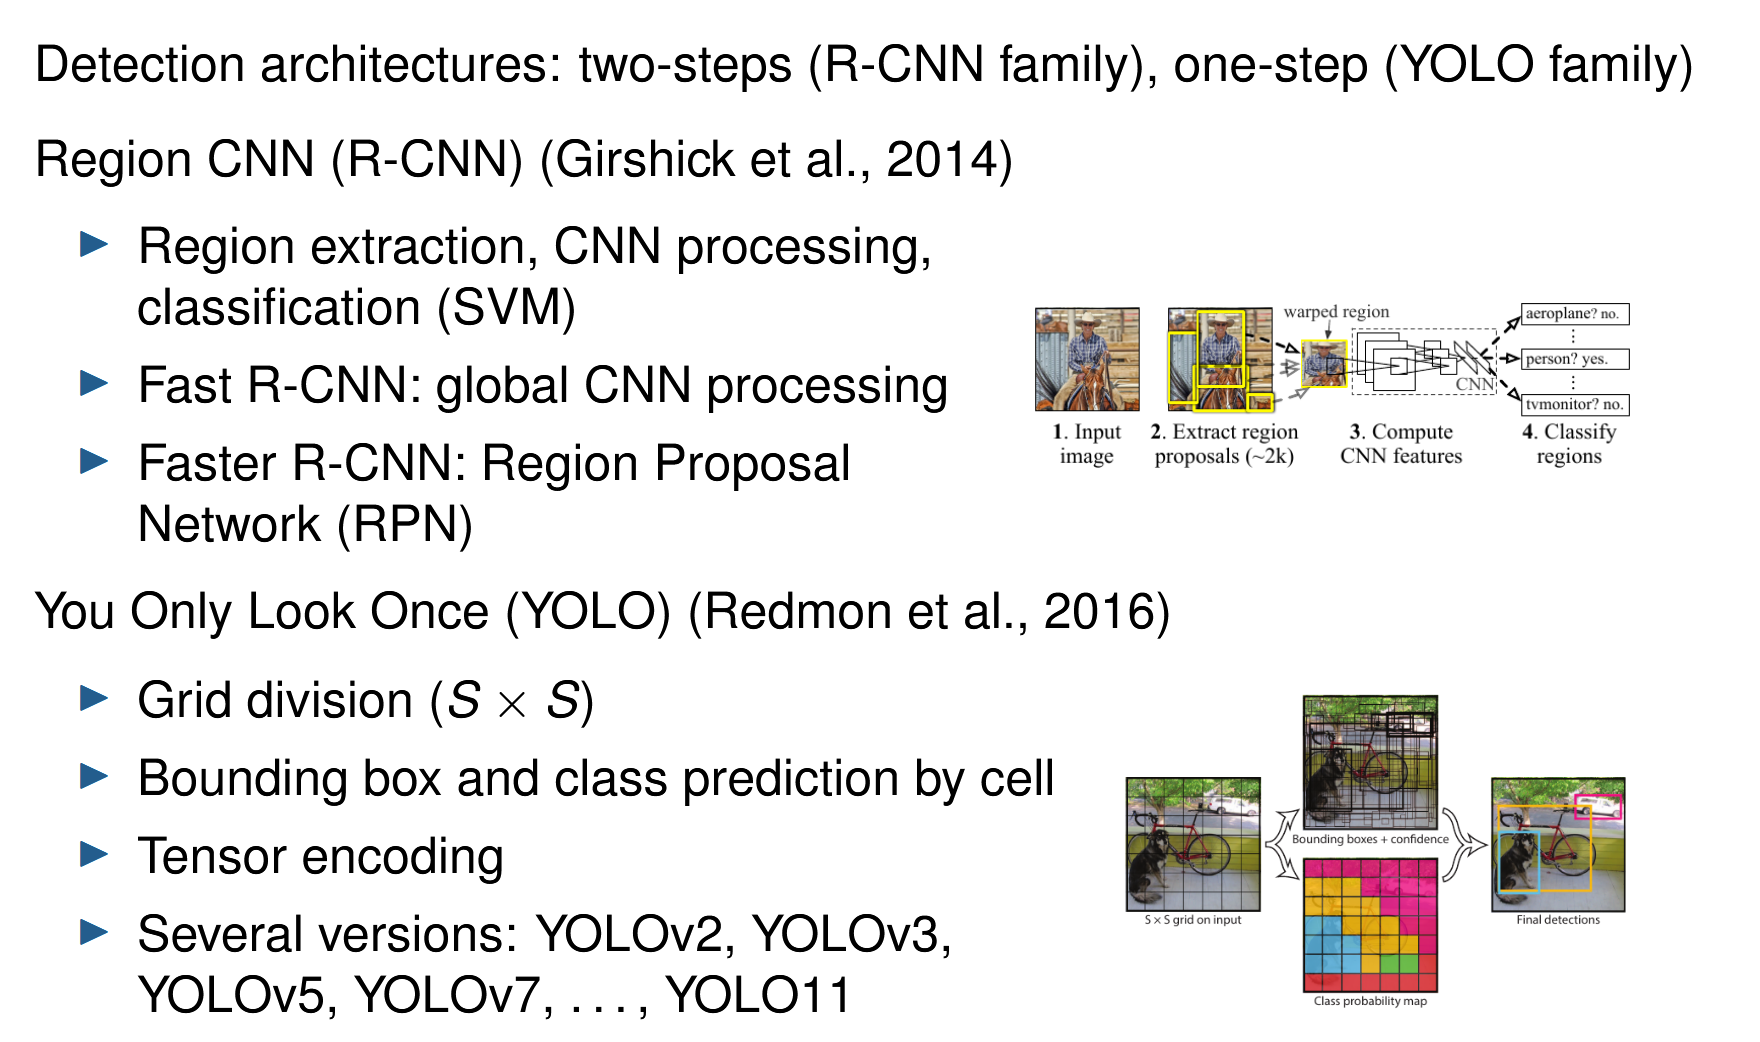 Detection architectures: two-steps (R-CNN family), one-step (YOLO family)
Region CNN (R-CNN) (Girshick et al., 2014)
▶ Region extraction, CNN processing,
classification (SVM)
▶ Fast R-CNN: global CNN processing
▶ Faster R-CNN: Region Proposal
Network (RPN)
warped region
aeroplane? no.
⋮
person? yes.
⋮
tvmonitor? no.
CNN
1. Input
image
2. Extract region
proposals (~2k)
3. Compute
CNN features
4. Classify
regions
You Only Look Once (YOLO) (Redmon et al., 2016)
▶ Grid division (S × S)
▶ Bounding box and class prediction by cell
▶ Tensor encoding
▶ Several versions: YOLOv2, YOLOv3,
YOLOv5, YOLOv7, . . . , YOLO11
S × S grid on input
Bounding boxes + confidence
Class probability map
Final detections